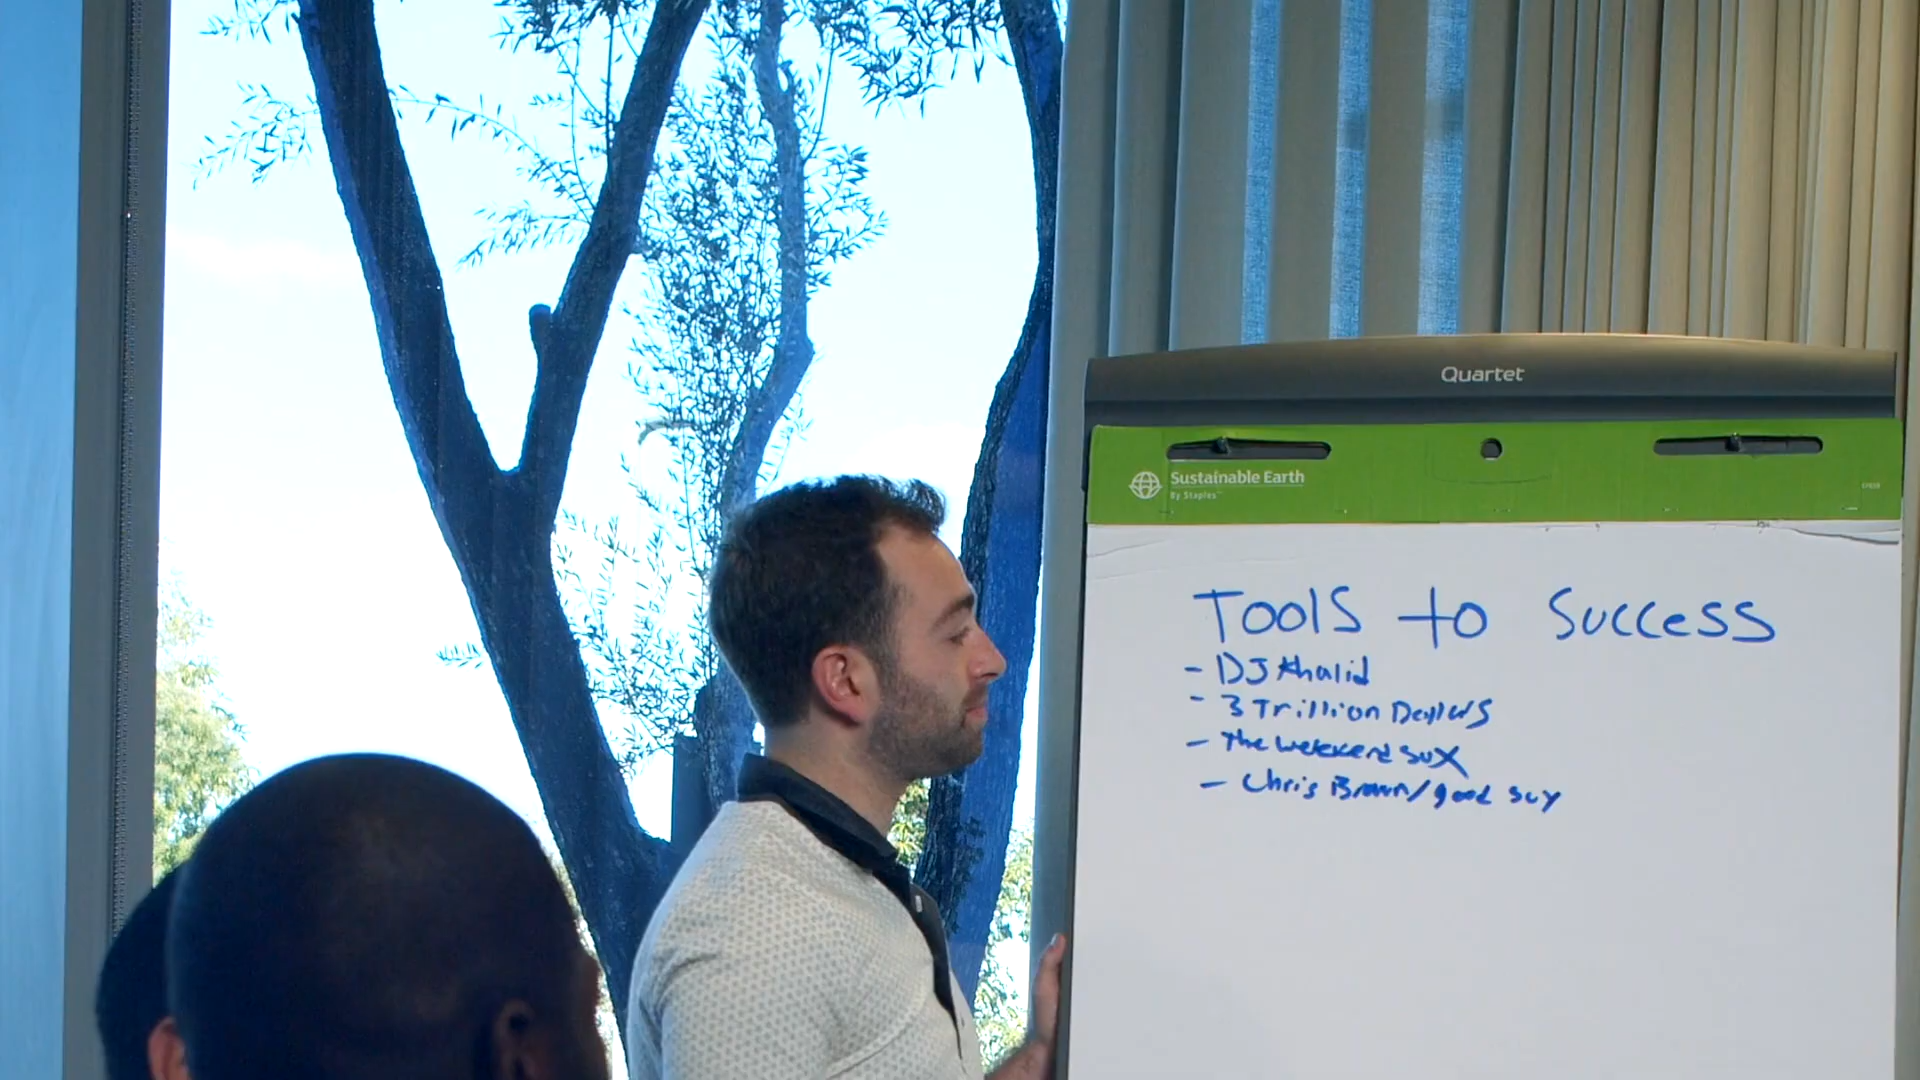 Quartet
Sustainable Earth
By Staples™
Tools to Success
- DJ Khalid
- 3 Trillion Dollars
- The weekend sux
- Chris Brown/good guy